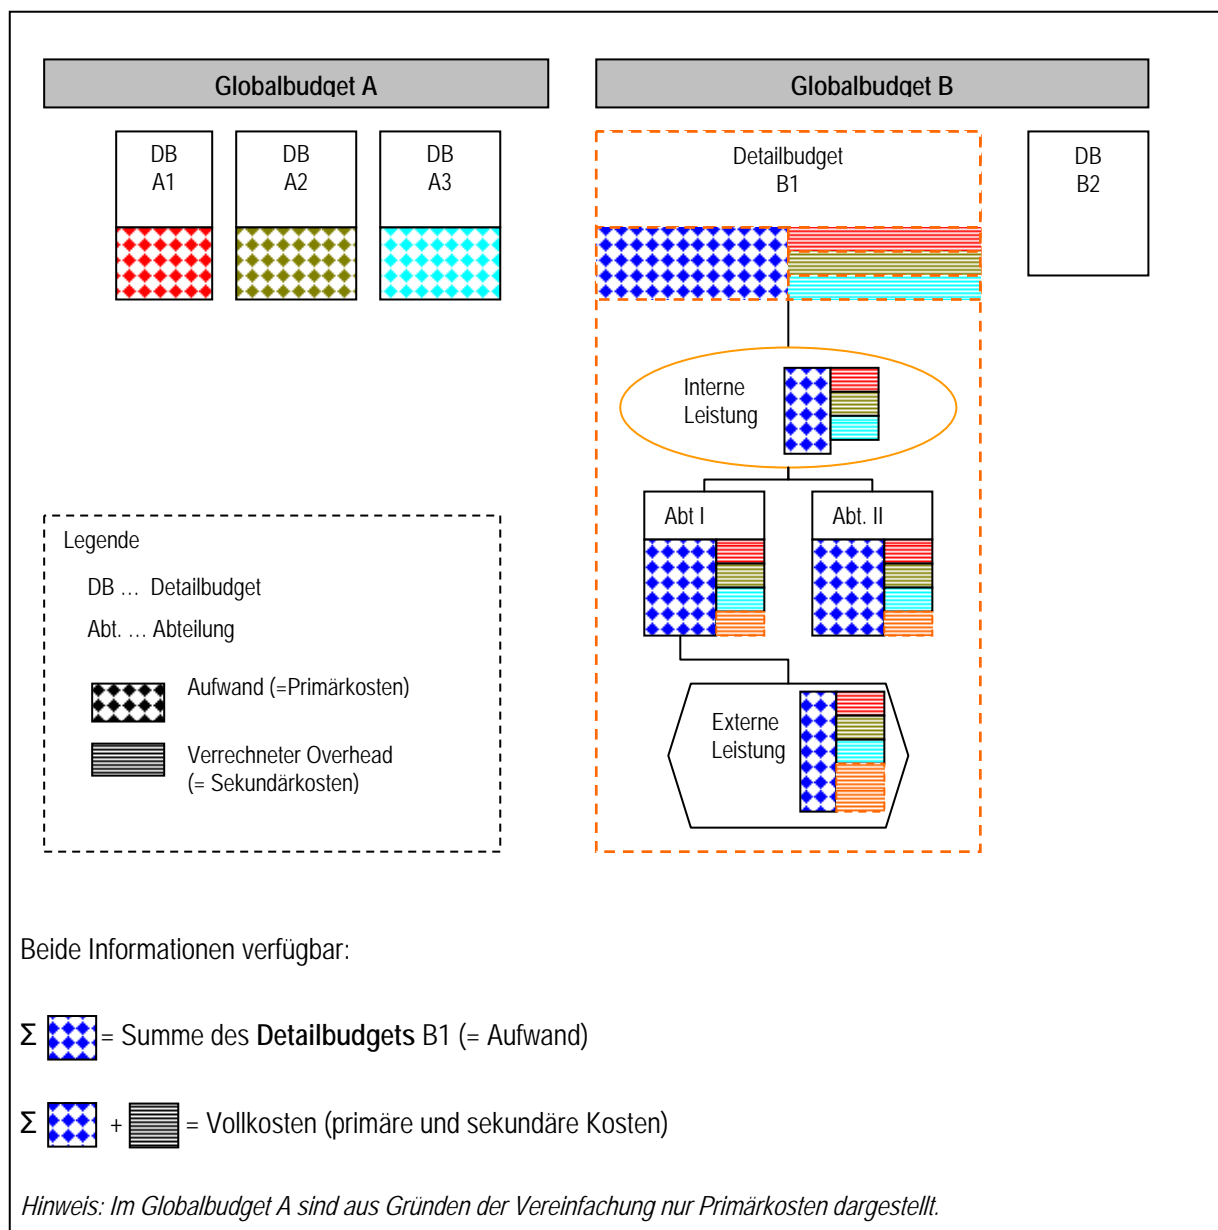 Globalbudget A
Globalbudget B
DB
A1
DB
A2
DB
A3
Detailbudget
B1
DB
B2
Interne
Leistung
Abt I
Abt. II
Externe
Leistung
Legende
DB … Detailbudget
Abt. … Abteilung
Aufwand (=Primärkosten)
Verrechneter Overhead
(= Sekundärkosten)
Beide Informationen verfügbar:
Σ = Summe des Detailbudgets B1 (= Aufwand)
Σ + = Vollkosten (primäre und sekundäre Kosten)
Hinweis: Im Globalbudget A sind aus Gründen der Vereinfachung nur Primärkosten dargestellt.